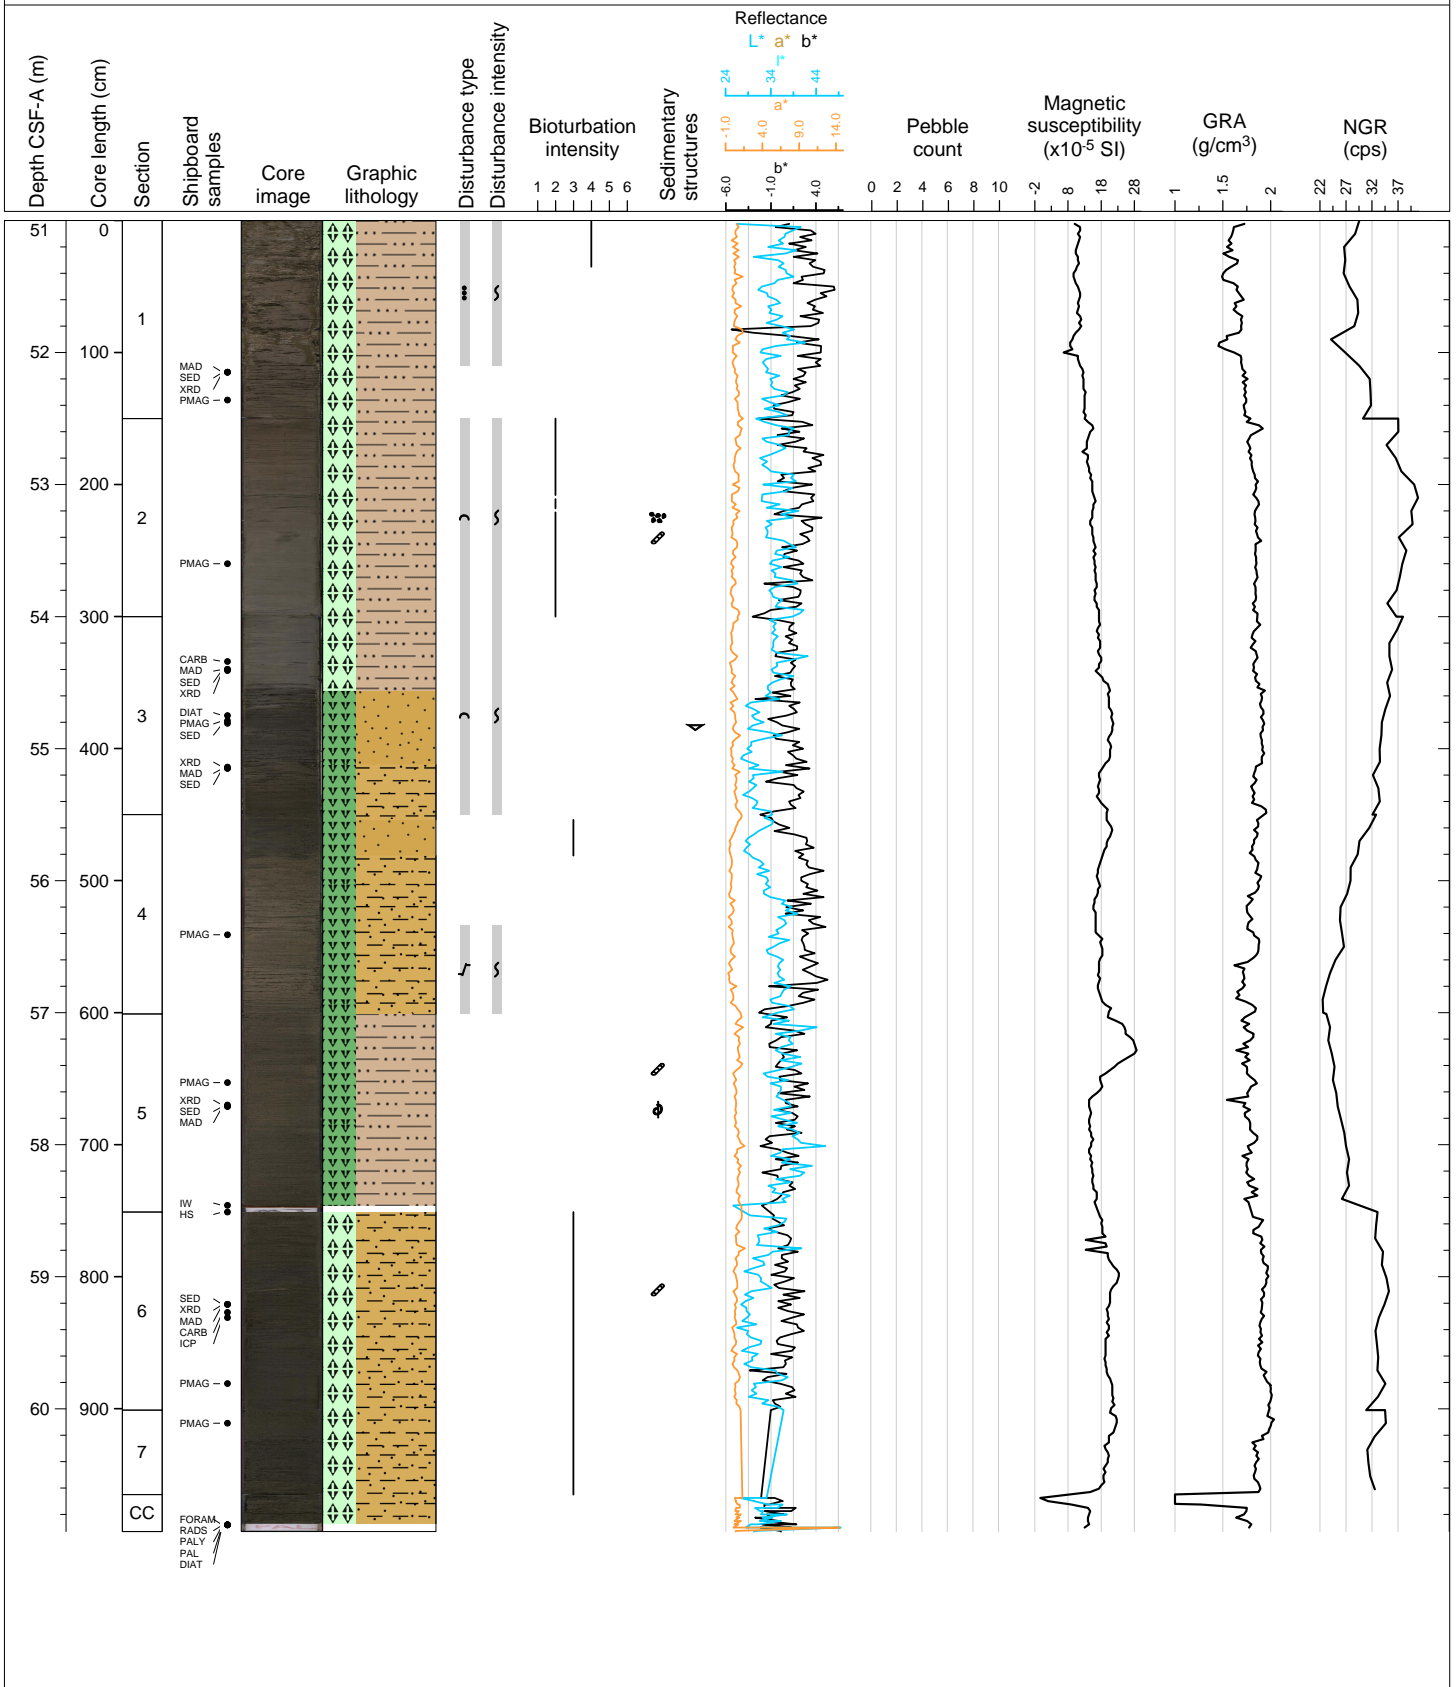 Depth CSF-A (m)
Core length (cm)
Section
Shipboard
samples
Core
image
Graphic
lithology
Disturbance type
Disturbance intensity
Bioturbation
intensity
1 2 3 4 5 6
Sedimentary
structures
Reflectance
L* a* b*
l*
24 34 44
a*
-1.0 4.0 9.0 14.0
b*
-6.0 -1.0 4.0
Pebble
count
0 2 4 6 8 10
Magnetic
susceptibility
(x10-5 SI)
-2 8 18 28
GRA
(g/cm3)
1 1.5 2
NGR
(cps)
22 27 32 37
51 0
1
52 100
MAD
SED
XRD
PMAG
53 200
2
PMAG
54 300
CARB
MAD
SED
XRD
DIAT
3
PMAG
SED
55 400
XRD
MAD
SED
56 500
4
PMAG
57 600
PMAG
XRD
5
SED
MAD
58 700
IW
HS
59 800
SED
XRD
6
MAD
CARB
ICP
PMAG
60 900
PMAG
7
CC
FORAM
RADS
PALY
PAL
DIAT